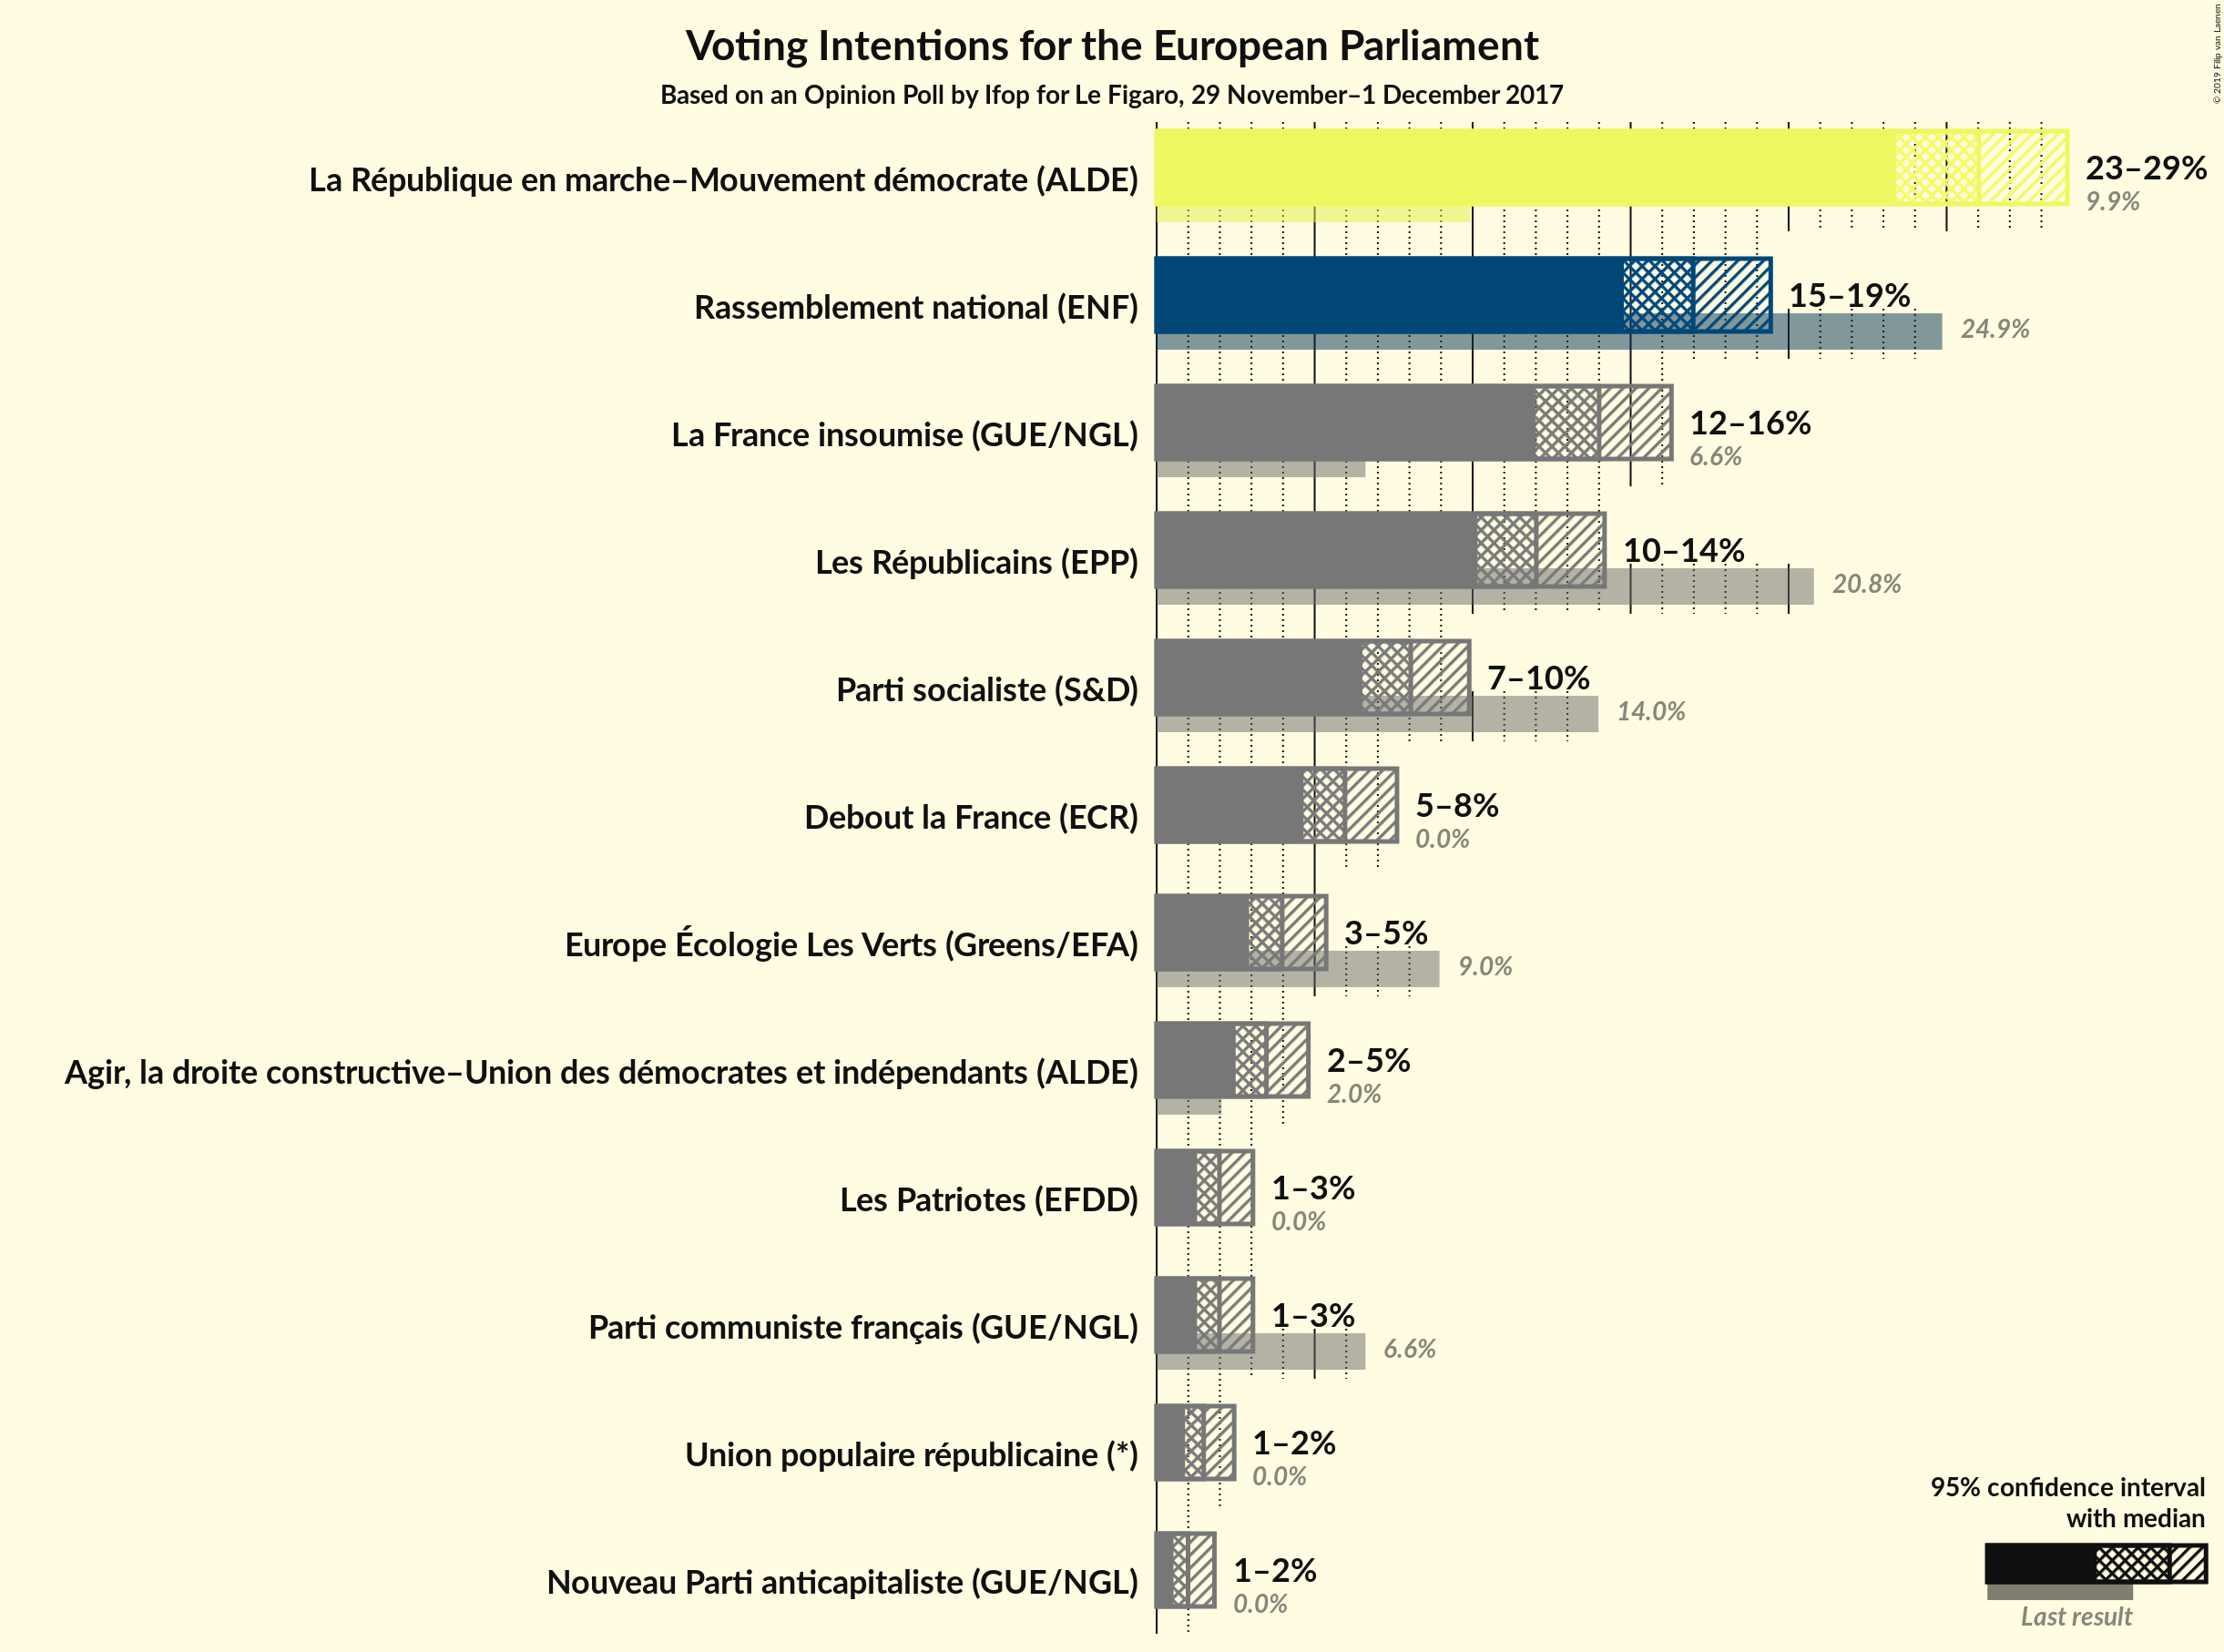 Voting Intentions for the European Parliament
Based on an Opinion Poll by Ifop for Le Figaro, 29 November–1 December 2017
© 2019 Filip van Laenen
La République en marche–Mouvement démocrate (ALDE)
23–29%
9.9%
Rassemblement national (ENF)
15–19%
24.9%
La France insoumise (GUE/NGL)
12–16%
6.6%
Les Républicains (EPP)
10–14%
20.8%
Parti socialiste (S&D)
7–10%
14.0%
Debout la France (ECR)
5–8%
0.0%
Europe Écologie Les Verts (Greens/EFA)
3–5%
9.0%
Agir, la droite constructive–Union des démocrates et indépendants (ALDE)
2–5%
2.0%
Les Patriotes (EFDD)
1–3%
0.0%
Parti communiste français (GUE/NGL)
1–3%
6.6%
Union populaire républicaine (*)
1–2%
0.0%
Nouveau Parti anticapitaliste (GUE/NGL)
1–2%
0.0%
95% confidence interval
with median
Last result